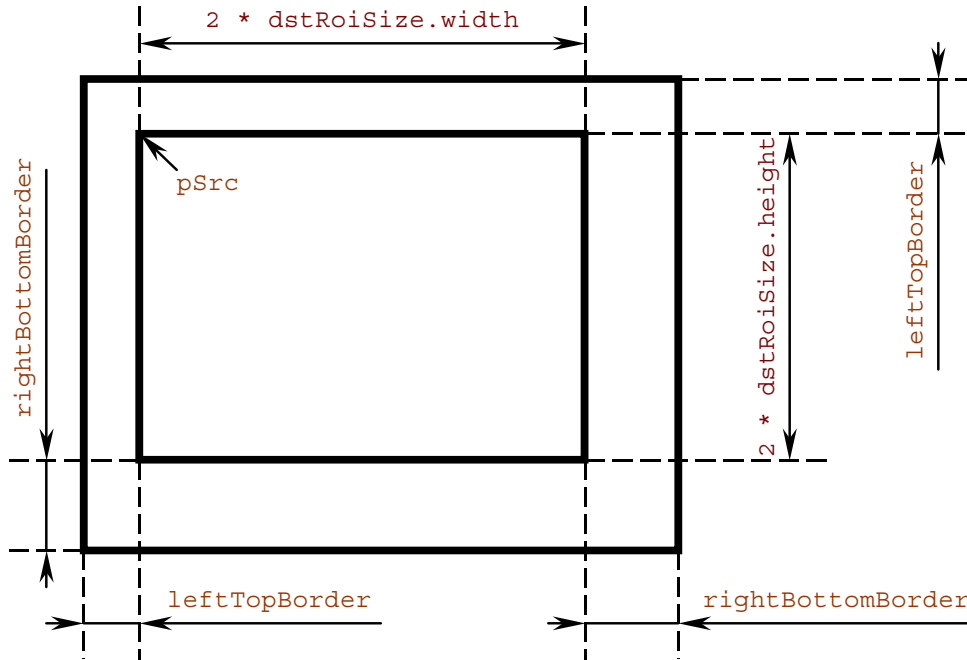 2 * dstRoiSize.width
pSrc
rightBottomBorder
2 * dstRoiSize.height
leftTopBorder
leftTopBorder
rightBottomBorder